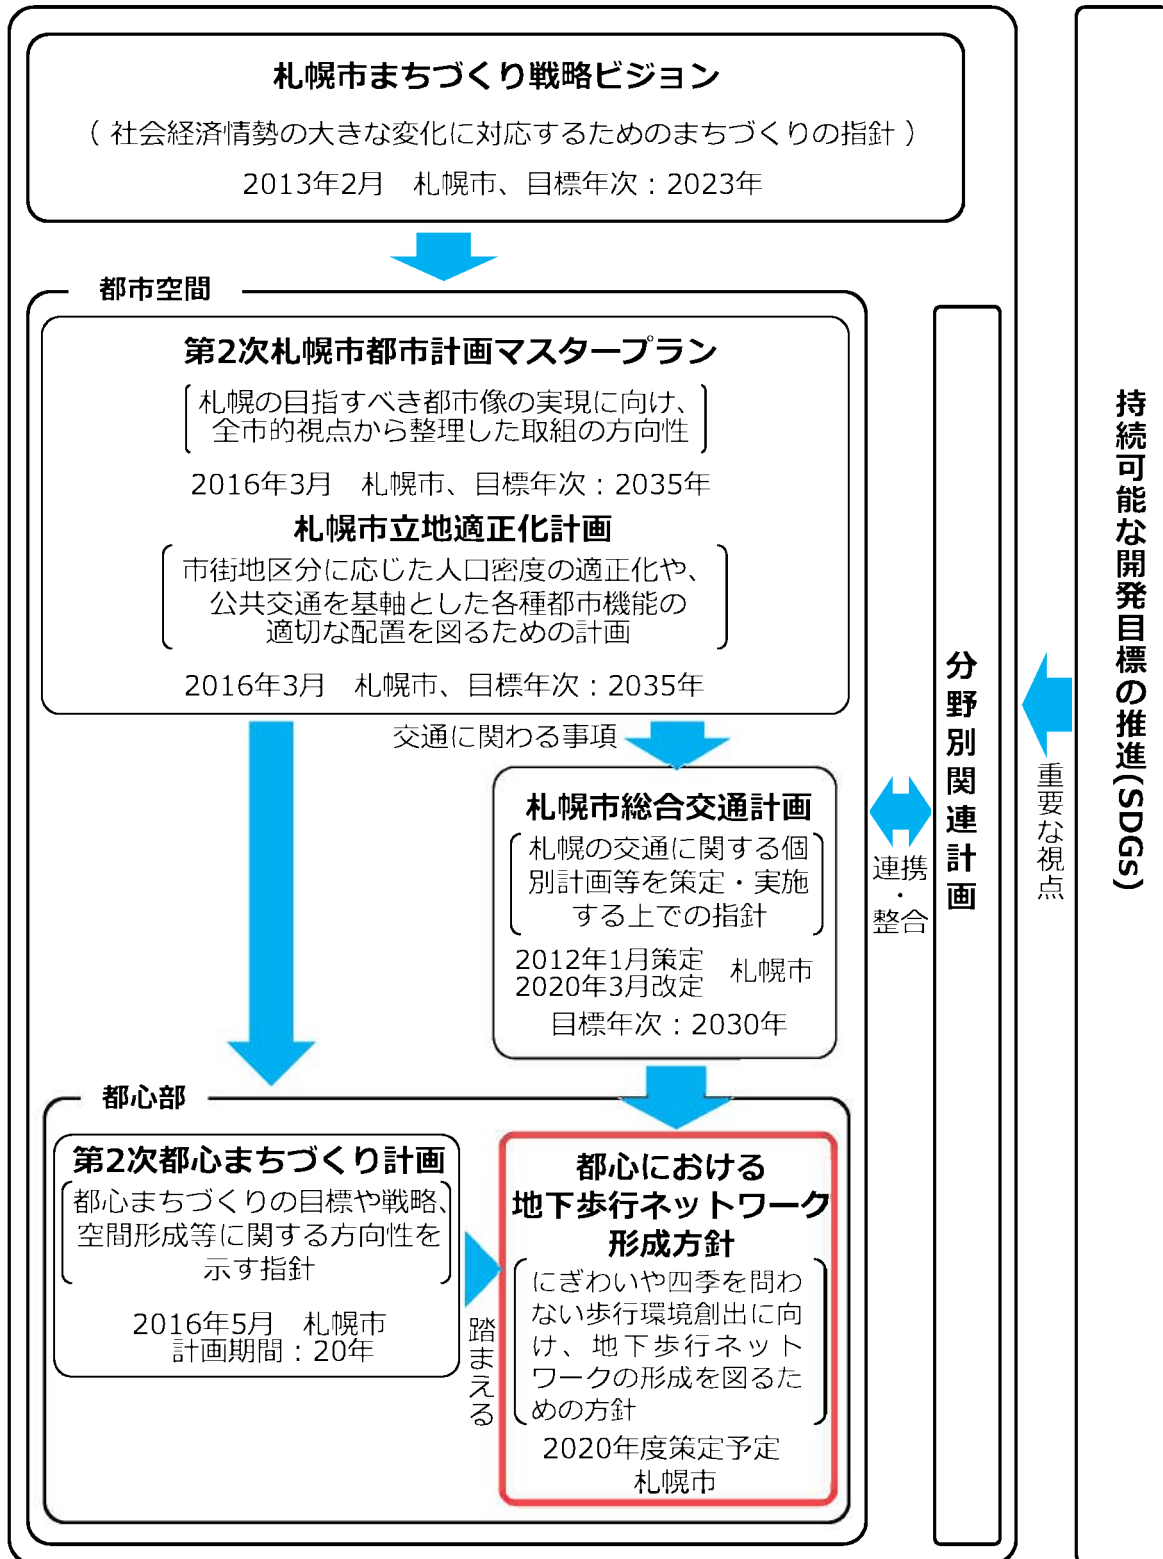 札幌市まちづくり戦略ビジョン
（ 社会経済情勢の大きな変化に対応するためのまちづくりの指針 ）
2013年2月　札幌市、目標年次：2023年
都市空間
第2次札幌市都市計画マスタープラン
札幌の目指すべき都市像の実現に向け、
全市的視点から整理した取組の方向性
2016年3月　札幌市、目標年次：2035年
札幌市立地適正化計画
市街地区分に応じた人口密度の適正化や、
公共交通を基軸とした各種都市機能の
適切な配置を図るための計画
2016年3月　札幌市、目標年次：2035年
交通に関わる事項
札幌市総合交通計画
札幌の交通に関する個
別計画等を策定・実施
する上での指針
2012年1月策定
2020年3月改定
札幌市
目標年次：2030年
連携
・
整合
分野別関連計画
重要な視点
持続可能な開発目標の推進(SDGs)
都心部
第2次都心まちづくり計画
都心まちづくりの目標や戦略、
空間形成等に関する方向性を
示す指針
2016年5月　札幌市
計画期間：20年
踏まえる
都心における
地下歩行ネットワーク
形成方針
にぎわいや四季を問わ
ない歩行環境創出に向
け、地下歩行ネット
ワークの形成を図るた
めの方針
2020年度策定予定
札幌市